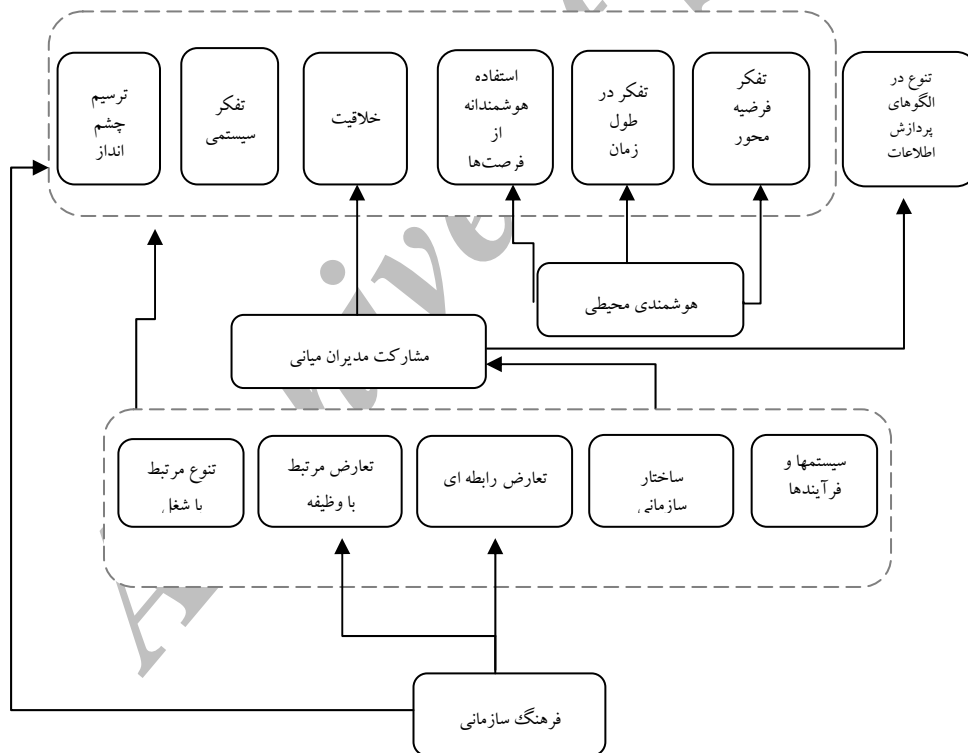 ترسیم
چشم
انداز
تفکر
سیستمی
خلاقیت
استفاده
هوشمندانه
از
فرصت‌ها
تفکر در
طول
زمان
تفکر
فرضیه
محور
تنوع در
الگوهای
پردازش
اطلاعات
هوشمندی محیطی
مشارکت مدیران میانی
تنوع مرتبط
با شغل
تعارض مرتبط
با وظیفه
تعارض رابطه ای
ساختار
سازمانی
سیستمها و
فرآیندها
فرهنگ سازمانی